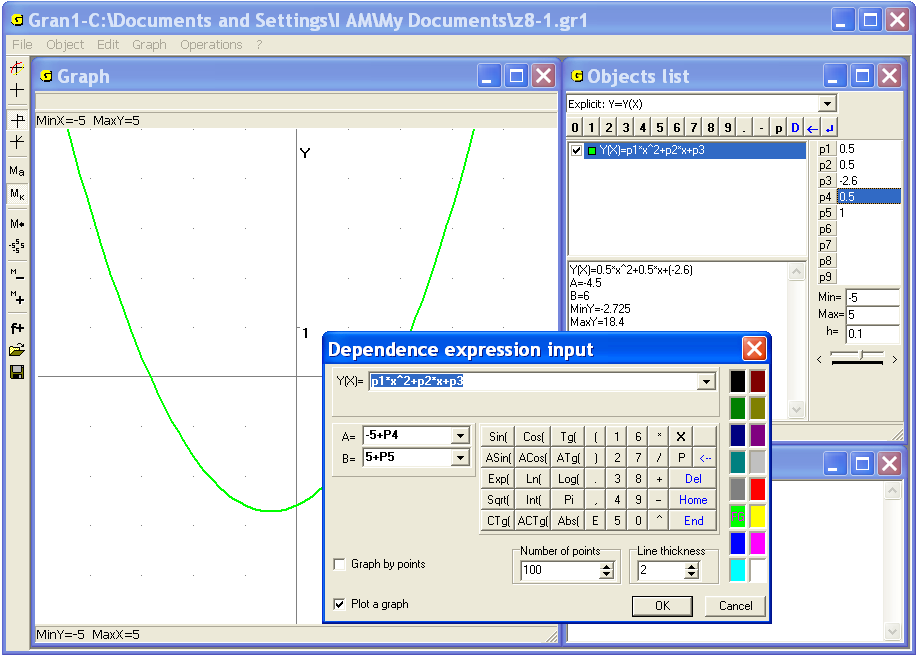 Gran1-C:\Documents and Settings\I AM\My Documents\z8-1.gr1
File Object Edit Graph Operations ?
Graph
MinX=-5 MaxY=5
Y
1
MinY=-5 MaxX=5
Ma
Mк
M
-5 5 5 5
M
M
f+
Objects list
Explicit: Y=Y(X)
0 1 2 3 4 5 6 7 8 9 . - p D ← ↲
Y(X)=p1*x^2+p2*x+p3
p1 0.5
p2 0.5
p3 -2.6
p4 0.5
p5 1
p6
p7
p8
p9
Min= -5
Max= 5
h= 0.1
< >
Y(X)=0.5*x^2+0.5*x+(-2.6)
A=-4.5
B=6
MinY=-2.725
MaxY=18.4
Dependence expression input
Y(X)= p1*x^2+p2*x+p3
A= -5+P4
B= 5+P5
Sin( Cos( Tg( ( 1 6 * X
ASin( ACos( ATg( ) 2 7 / P <--
Exp( Ln( Log( . 3 8 + Del
Sqrt( Int( Pi , 4 9 − Home
CTg( ACTg( Abs( E 5 0 ^ End
FG
Graph by points
Number of points
100
Line thickness
2
Plot a graph
OK Cancel